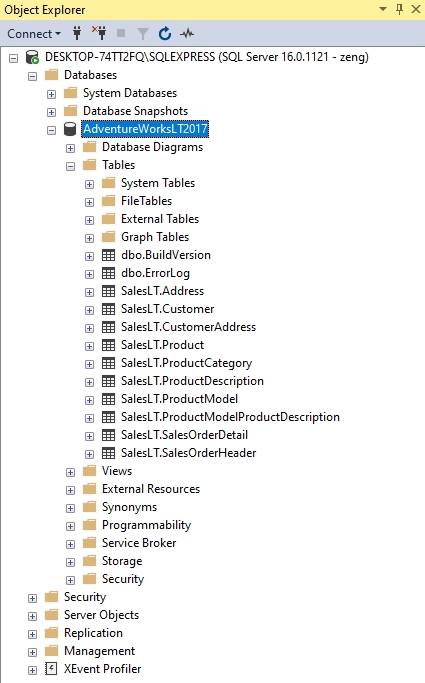 Object Explorer
Connect
DESKTOP-74TT2FQ\SQLEXPRESS (SQL Server 16.0.1121 - zeng)
Databases
System Databases
Database Snapshots
AdventureWorksLT2017
Database Diagrams
Tables
System Tables
FileTables
External Tables
Graph Tables
dbo.BuildVersion
dbo.ErrorLog
SalesLT.Address
SalesLT.Customer
SalesLT.CustomerAddress
SalesLT.Product
SalesLT.ProductCategory
SalesLT.ProductDescription
SalesLT.ProductModel
SalesLT.ProductModelProductDescription
SalesLT.SalesOrderDetail
SalesLT.SalesOrderHeader
Views
External Resources
Synonyms
Programmability
Service Broker
Storage
Security
Security
Server Objects
Replication
Management
XEvent Profiler